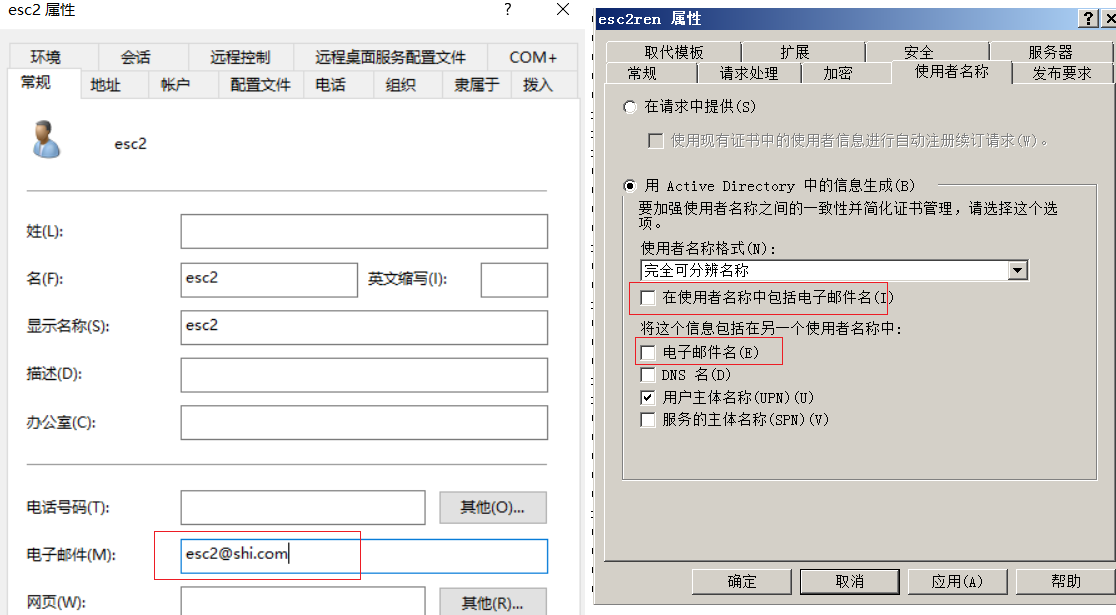 esc2 属性
?
环境 会话 远程控制 远程桌面服务配置文件 COM+
常规 地址 帐户 配置文件 电话 组织 隶属于 拨入
esc2
姓(L):
名(F): esc2 英文缩写(I):
显示名称(S): esc2
描述(D):
办公室(C):
电话号码(T): 其他(O)...
电子邮件(M): esc2@shi.com
网页(W): 其他(R)...
esc2ren 属性
?
取代模板 扩展 安全 服务器
常规 请求处理 加密 使用者名称 发布要求
在请求中提供(S)
使用现有证书中的使用者信息进行自动注册续订请求(W)。
用 Active Directory 中的信息生成(B)
要加强使用者名称之间的一致性并简化证书管理，请选择这个选
项。
使用者名称格式(N):
完全可分辨名称
在使用者名称中包括电子邮件名(I)
将这个信息包括在另一个使用者名称中:
电子邮件名(E)
DNS 名(D)
用户主体名称(UPN)(U)
服务的主体名称(SPN)(V)
确定 取消 应用(A) 帮助